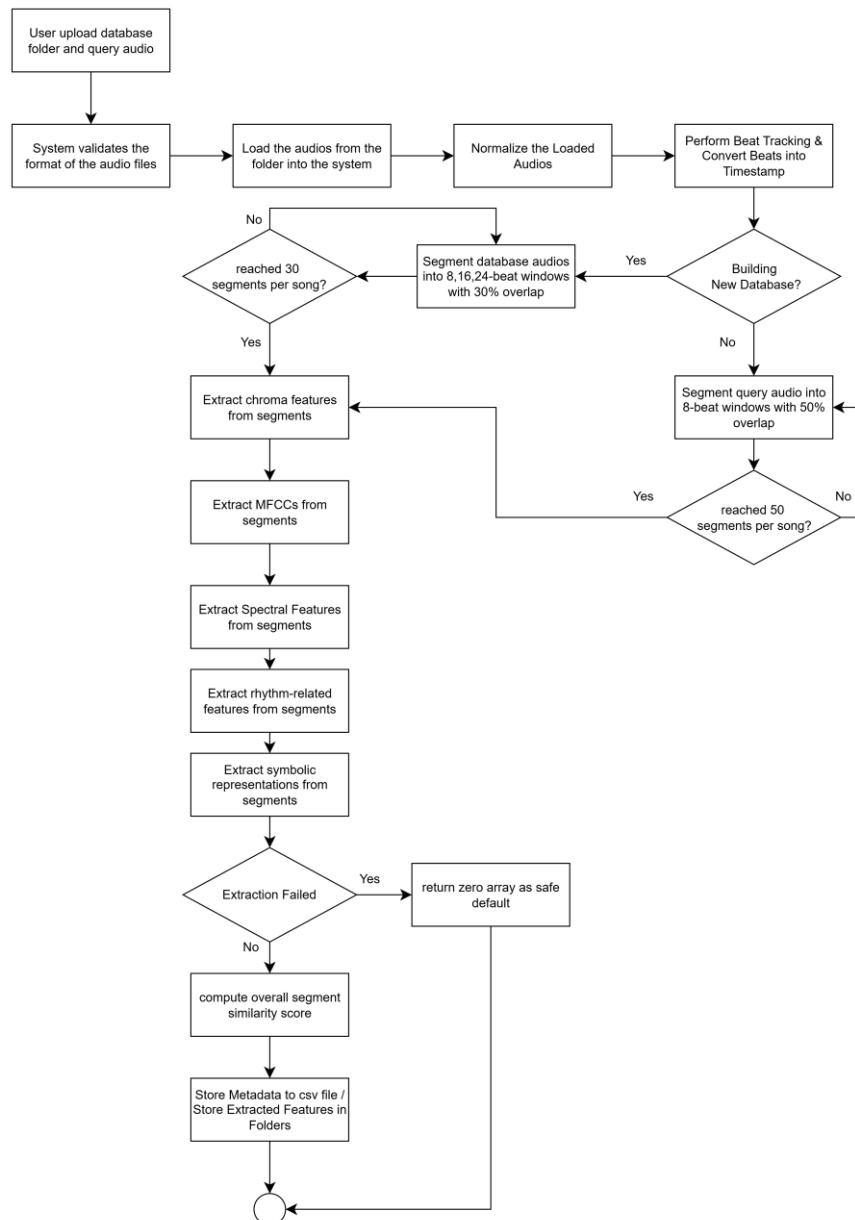 User upload database
folder and query audio
System validates the
format of the audio files
Load the audios from the
folder into the system
Normalize the Loaded
Audios
Perform Beat Tracking &
Convert Beats into
Timestamp
No
reached 30
segments per song?
Segment database audios
into 8,16,24-beat windows
with 30% overlap
Yes
Building
New Database?
Yes
No
Extract chroma features
from segments
Segment query audio into
8-beat windows with 50%
overlap
Extract MFCCs from
segments
Yes
reached 50
segments per song?
No
Extract Spectral Features
from segments
Extract rhythm-related
features from segments
Extract symbolic
representations from
segments
Extraction Failed
Yes
return zero array as safe
default
No
compute overall segment
similarity score
Store Metadata to csv file /
Store Extracted Features in
Folders